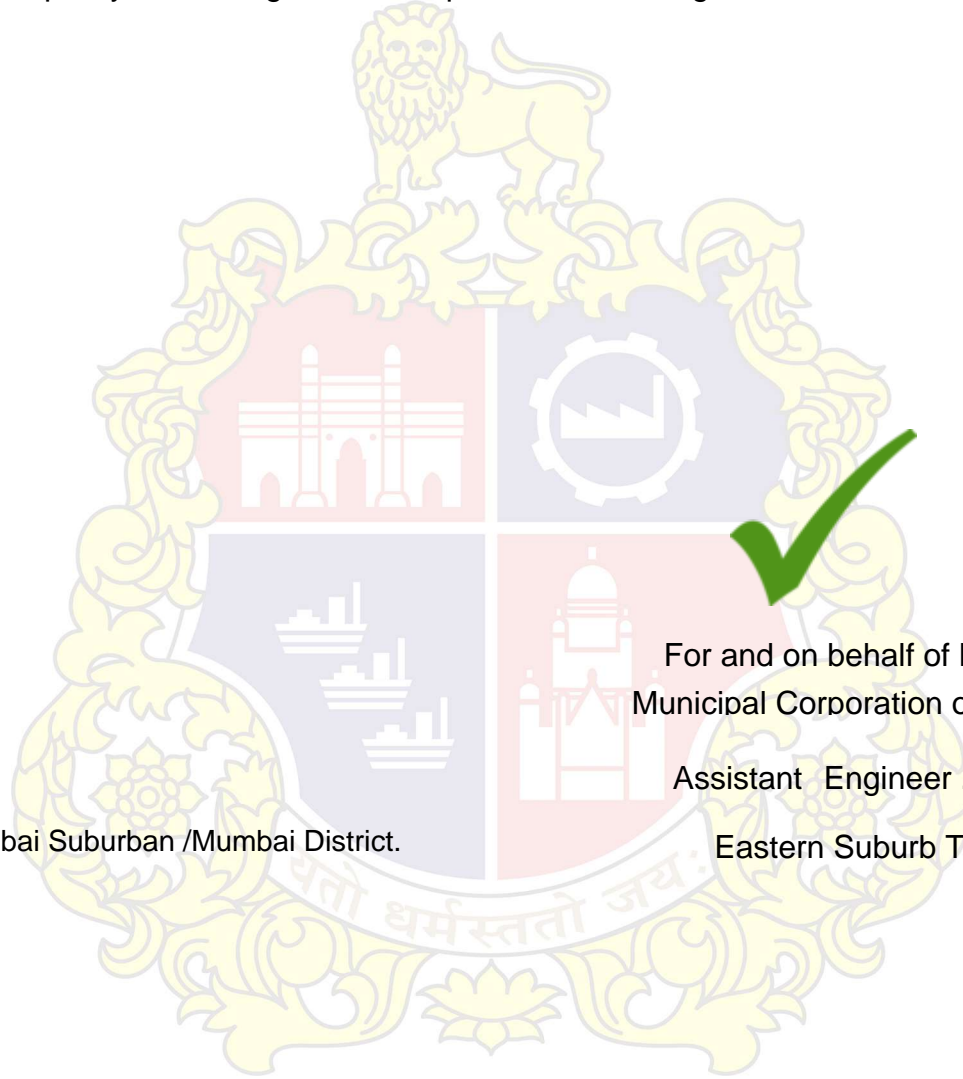 For and on behalf of
Municipal Corporation
Assistant Engineer
bai Suburban /Mumbai District.
Eastern Suburb
यतो धर्मस्ततो जय: